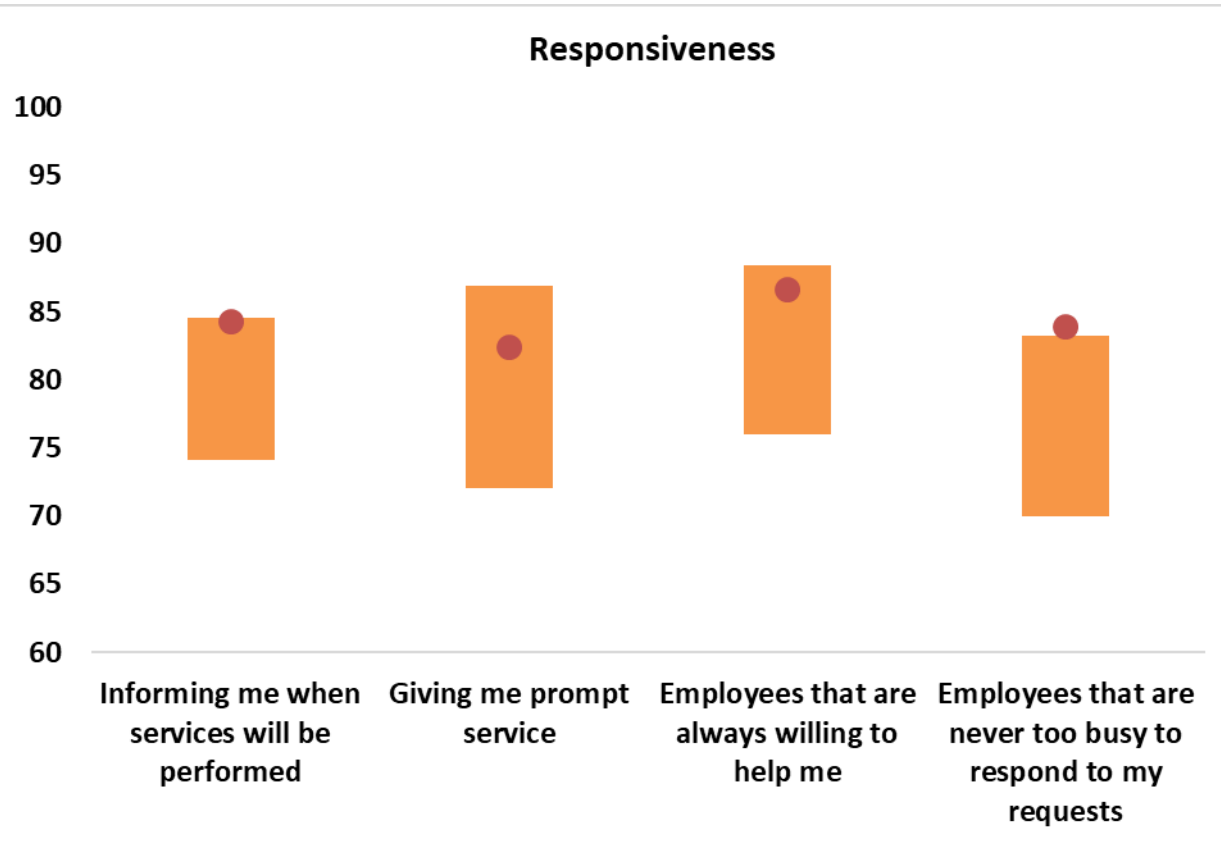 Responsiveness
100
95
90
85
80
75
70
65
60
Informing me when
services will be
performed
Giving me prompt
service
Employees that are
always willing to
help me
Employees that are
never too busy to
respond to my
requests